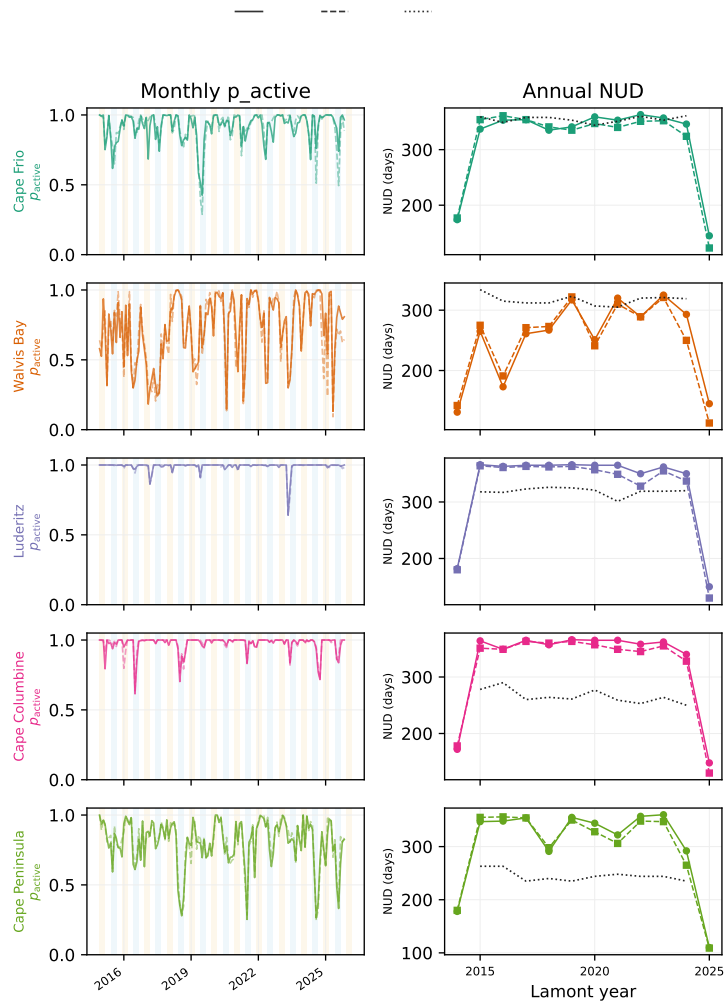 Monthly p_active
Annual NUD
1.0
0.5
0.0
Cape Frio
p_active
300
200
NUD (days)
1.0
0.5
0.0
Walvis Bay
p_active
300
200
NUD (days)
1.0
0.5
0.0
Luderitz
p_active
300
200
NUD (days)
1.0
0.5
0.0
Cape Columbine
p_active
300
200
NUD (days)
1.0
0.5
0.0
Cape Peninsula
p_active
300
200
100
NUD (days)
2016 2019 2022 2025
2015 2020 2025
Lamont year